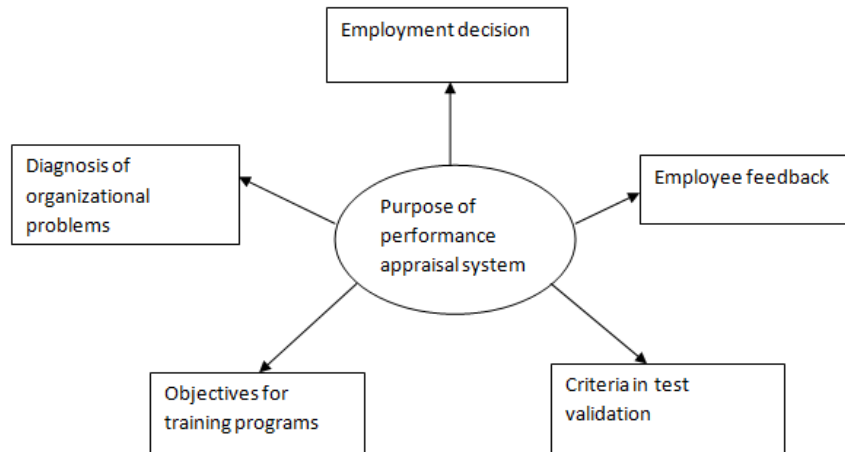 Employment decision
Diagnosis of
organizational
problems
Employee feedback
Purpose of
performance
appraisal system
Objectives for
training programs
Criteria in test
validation